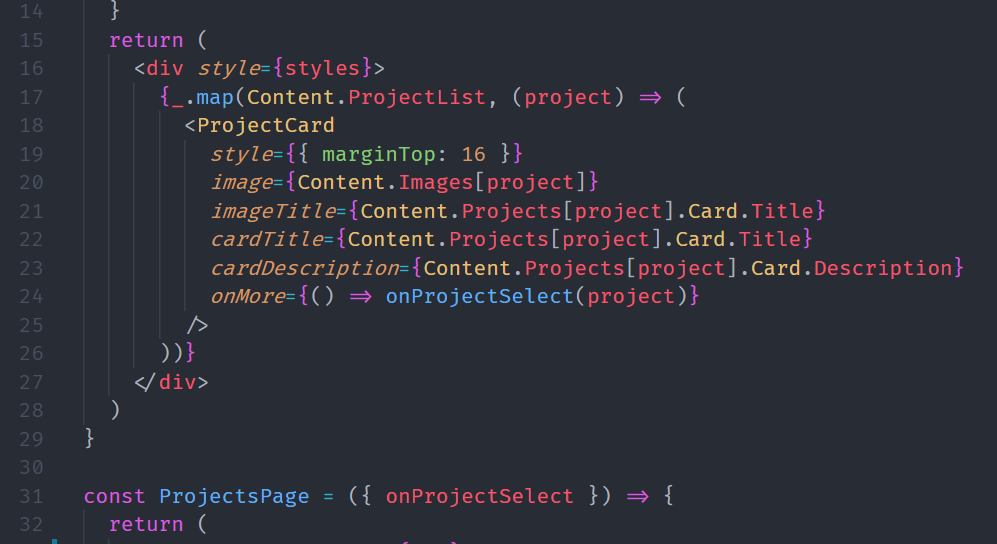 14 }
15 return (
16 <div style={styles}>
17 {_.map(Content.ProjectList, (project) => (
18 <ProjectCard
19 style={{ marginTop: 16 }}
20 image={Content.Images[project]}
21 imageTitle={Content.Projects[project].Card.Title}
22 cardTitle={Content.Projects[project].Card.Title}
23 cardDescription={Content.Projects[project].Card.Description}
24 onMore={() => onProjectSelect(project)}
25 />
26 ))}
27 </div>
28 )
29 }
30
31 const ProjectsPage = ({ onProjectSelect }) => {
32 return (